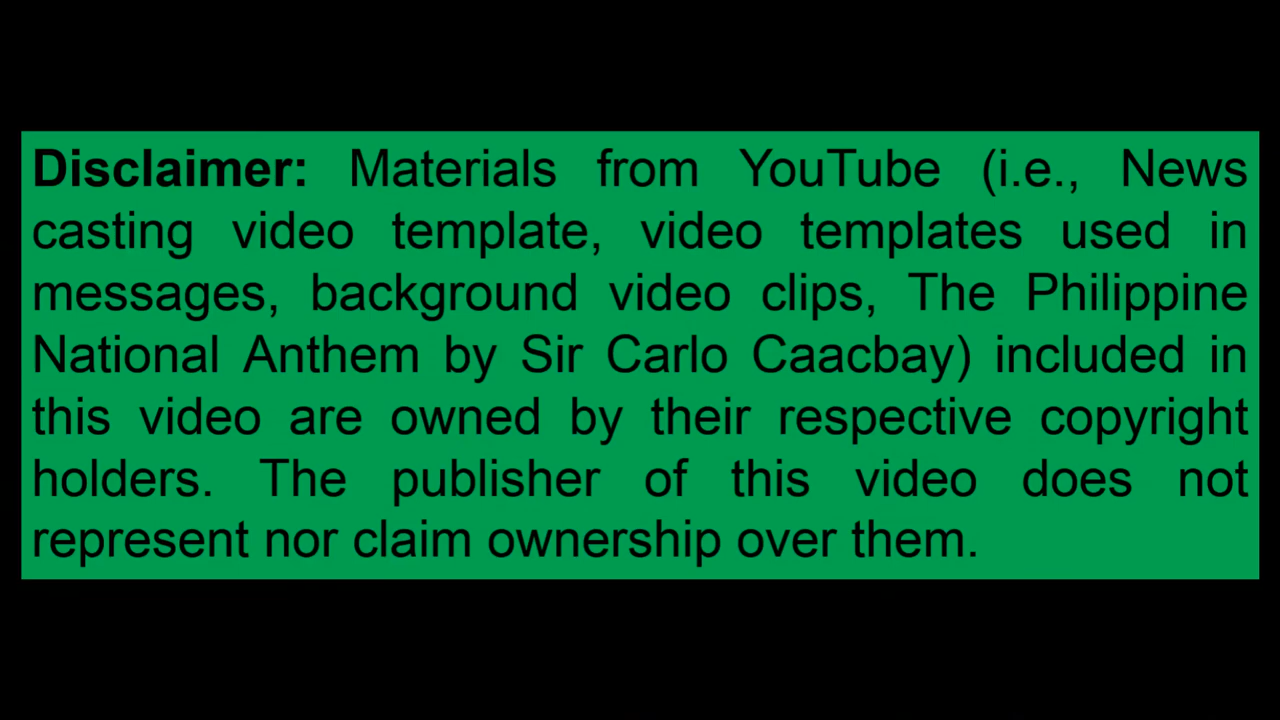 Disclaimer: Materials from YouTube (i.e., News
casting video template, video templates used in
messages, background video clips, The Philippine
National Anthem by Sir Carlo Caacbay) included in
this video are owned by their respective copyright
holders. The publisher of this video does not
represent nor claim ownership over them.